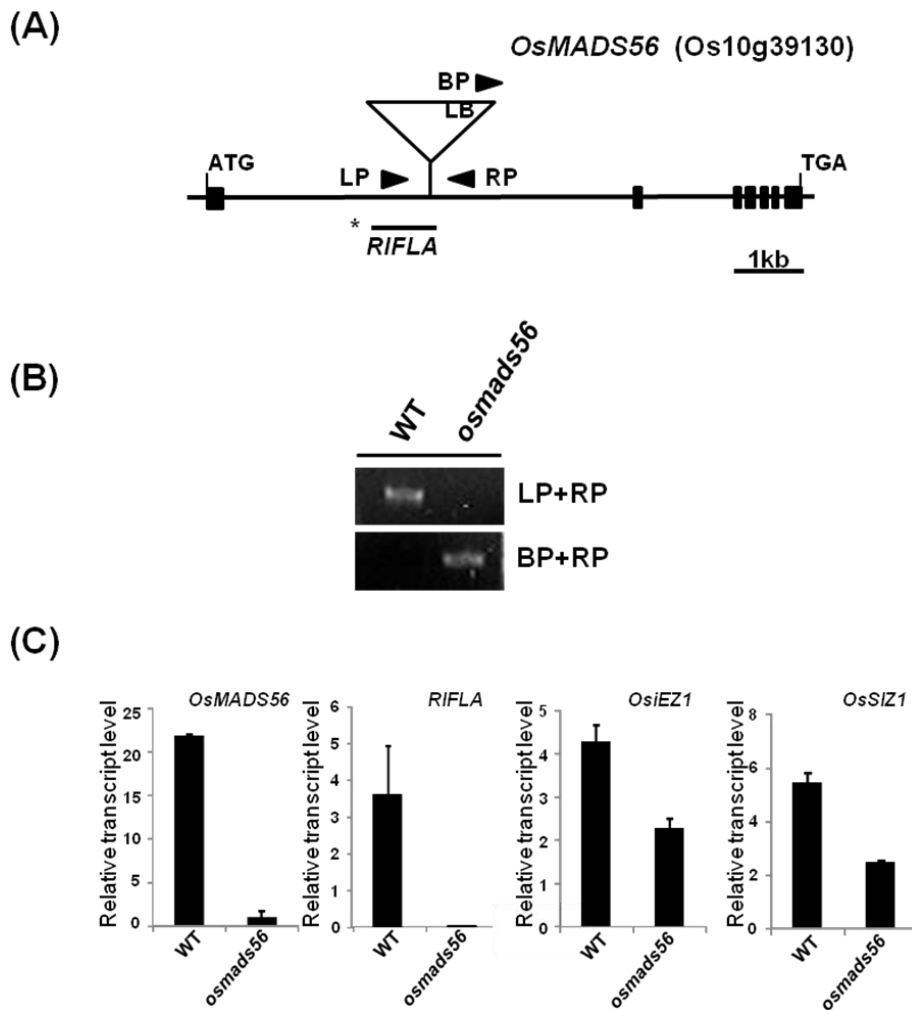 (A)
OsMADS56 (Os10g39130)
BP
LB
ATG
TGA
LP
RP
*
RIFLA
1kb
(B)
WT
osmads56
LP+RP
BP+RP
(C)
OsMADS56
Relative transcript level
25
20
15
10
5
0
WT
osmads56
RIFLA
Relative transcript level
6
5
4
3
2
1
0
WT
osmads56
OsiEZ1
Relative transcript level
5
4
3
2
1
0
WT
osmads56
OsSIZ1
Relative transcript level
8
6
4
2
0
WT
osmads56